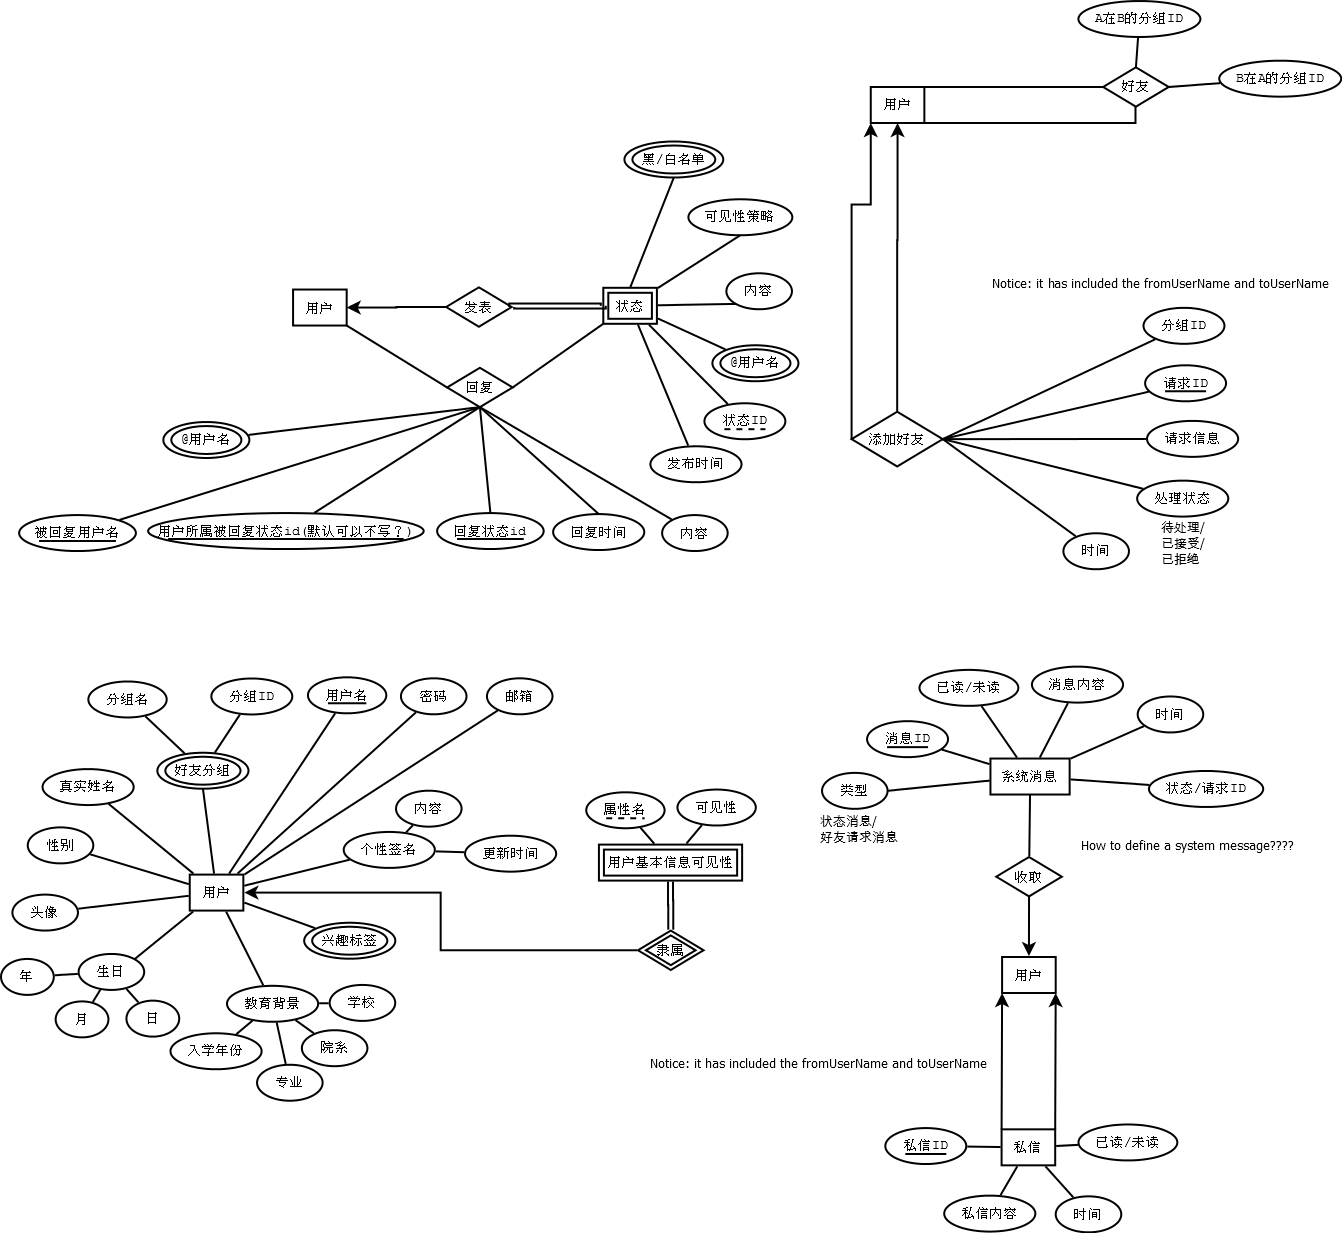 A在B的分组ID
B在A的分组ID
好友
用户
黑/白名单
可见性策略
内容
用户
发表
状态
@用户名
状态ID
发布时间
回复
@用户名
被回复用户名
用户所属被回复状态id(默认可以不写？)
回复状态id
回复时间
内容
Notice: it has included the fromUserName and toUserName
分组ID
请求ID
添加好友
请求信息
处理状态
待处理/
已接受/
已拒绝
时间
分组名
分组ID
用户名
密码
邮箱
好友分组
真实姓名
内容
性别
个性签名
更新时间
用户
头像
兴趣标签
生日
年
月
日
教育背景
学校
入学年份
院系
专业
属性名
可见性
用户基本信息可见性
隶属
已读/未读
消息内容
时间
消息ID
系统消息
类型
状态消息/
好友请求消息
状态/请求ID
How to define a system message????
收取
用户
Notice: it has included the fromUserName and toUserName
私信ID
私信
已读/未读
私信内容
时间